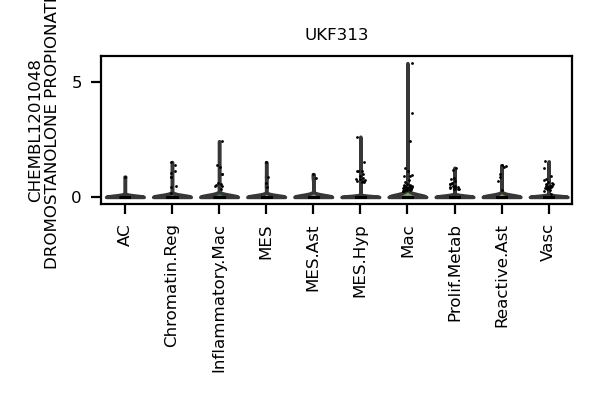 UKF313
CHEMBL1201048
DROMOSTANOLONE PROPIONAT
5
0
AC
Chromatin.Reg
Inflammatory.Mac
MES
MES.Ast
MES.Hyp
Mac
Prolif.Metab
Reactive.Ast
Vasc